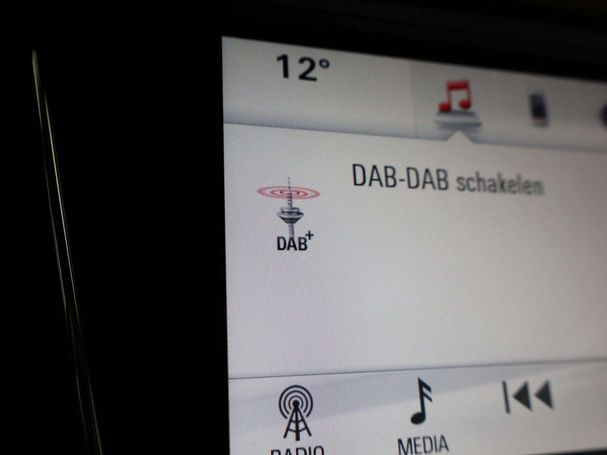 12°
DAB-DAB schakelen
DAB+
RADIO
MEDIA